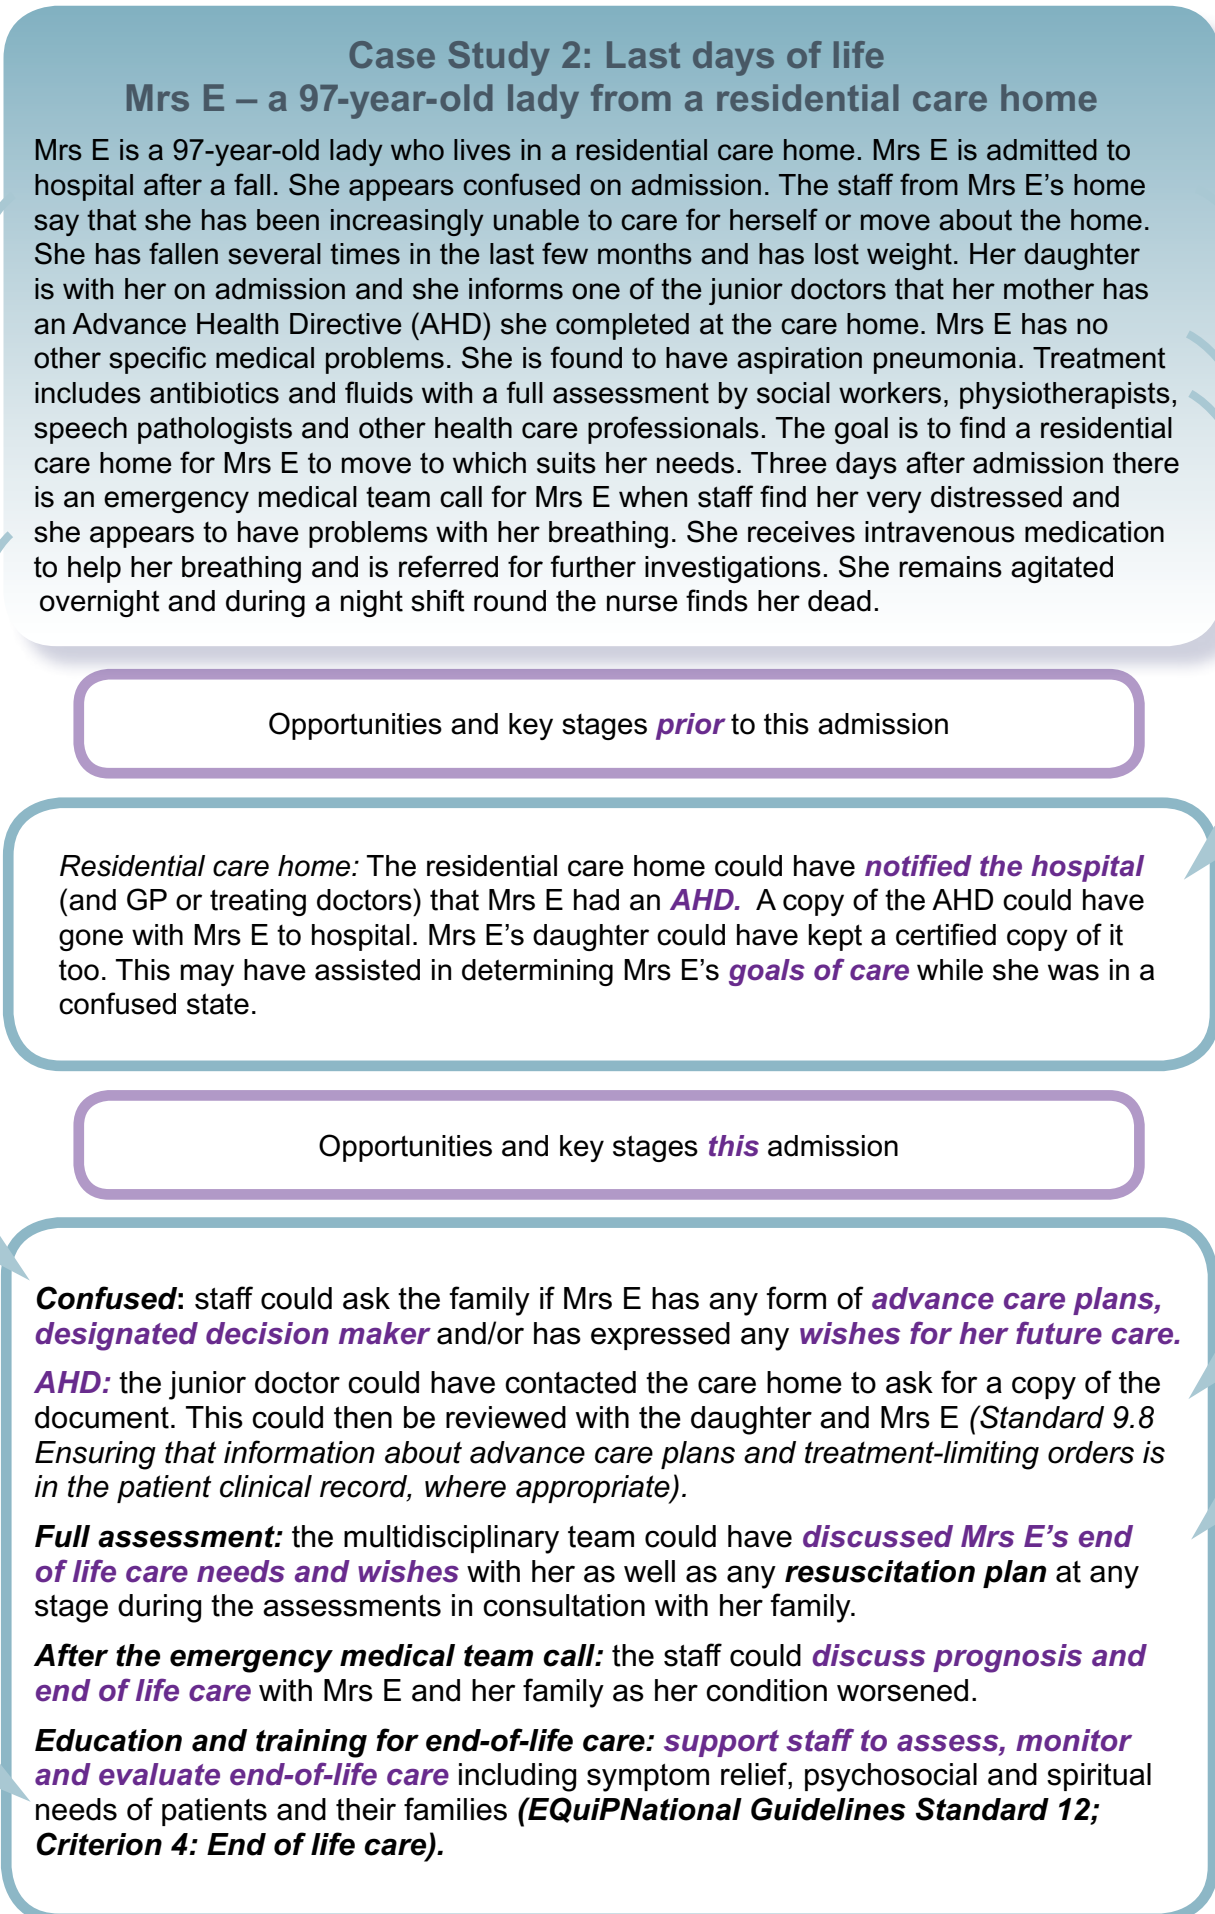 Case Study 2: Last days of life
Mrs E – a 97-year-old lady from a residential care home
Mrs E is a 97-year-old lady who lives in a residential care home. Mrs E is admitted to
hospital after a fall. She appears confused on admission. The staff from Mrs E’s home
say that she has been increasingly unable to care for herself or move about the home.
She has fallen several times in the last few months and has lost weight. Her daughter
is with her on admission and she informs one of the junior doctors that her mother has
an Advance Health Directive (AHD) she completed at the care home. Mrs E has no
other specific medical problems. She is found to have aspiration pneumonia. Treatment
includes antibiotics and fluids with a full assessment by social workers, physiotherapists,
speech pathologists and other health care professionals. The goal is to find a residential
care home for Mrs E to move to which suits her needs. Three days after admission there
is an emergency medical team call for Mrs E when staff find her very distressed and
she appears to have problems with her breathing. She receives intravenous medication
to help her breathing and is referred for further investigations. She remains agitated
overnight and during a night shift round the nurse finds her dead.
Opportunities and key stages prior to this admission
Residential care home: The residential care home could have notified the hospital
(and GP or treating doctors) that Mrs E had an AHD. A copy of the AHD could have
gone with Mrs E to hospital. Mrs E’s daughter could have kept a certified copy of it
too. This may have assisted in determining Mrs E’s goals of care while she was in a
confused state.
Opportunities and key stages this admission
Confused: staff could ask the family if Mrs E has any form of advance care plans,
designated decision maker and/or has expressed any wishes for her future care.
AHD: the junior doctor could have contacted the care home to ask for a copy of the
document. This could then be reviewed with the daughter and Mrs E (Standard 9.8
Ensuring that information about advance care plans and treatment-limiting orders is
in the patient clinical record, where appropriate).
Full assessment: the multidisciplinary team could have discussed Mrs E’s end
of life care needs and wishes with her as well as any resuscitation plan at any
stage during the assessments in consultation with her family.
After the emergency medical team call: the staff could discuss prognosis and
end of life care with Mrs E and her family as her condition worsened.
Education and training for end-of-life care: support staff to assess, monitor
and evaluate end-of-life care including symptom relief, psychosocial and spiritual
needs of patients and their families (EQuiPNational Guidelines Standard 12;
Criterion 4: End of life care).